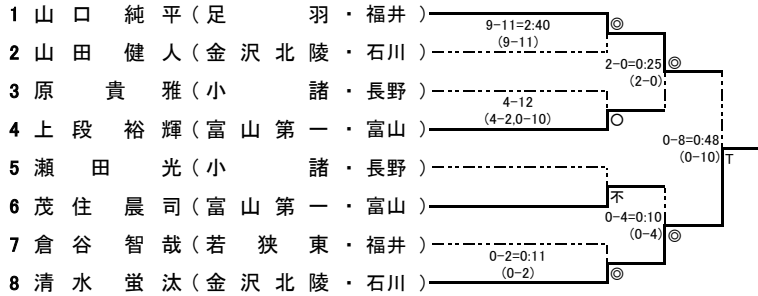 1 山口 純平（足羽・福井）
9-11=2:40
(9-11)
◎
2 山田 健人（金沢北陵・石川）
2-0=0:25
(2-0)
◎
3 原 貴雅（小諸・長野）
4-12
(4-2,0-10)
○
4 上段 裕輝（富山第一・富山）
0-8=0:48
(0-10)
T
5 瀬田 光（小諸・長野）
不
6 茂住 晨司（富山第一・富山）
0-4=0:10
(0-4)
◎
7 倉谷 智哉（若狭東・福井）
0-2=0:11
(0-2)
◎
8 清水 蛍汰（金沢北陵・石川）